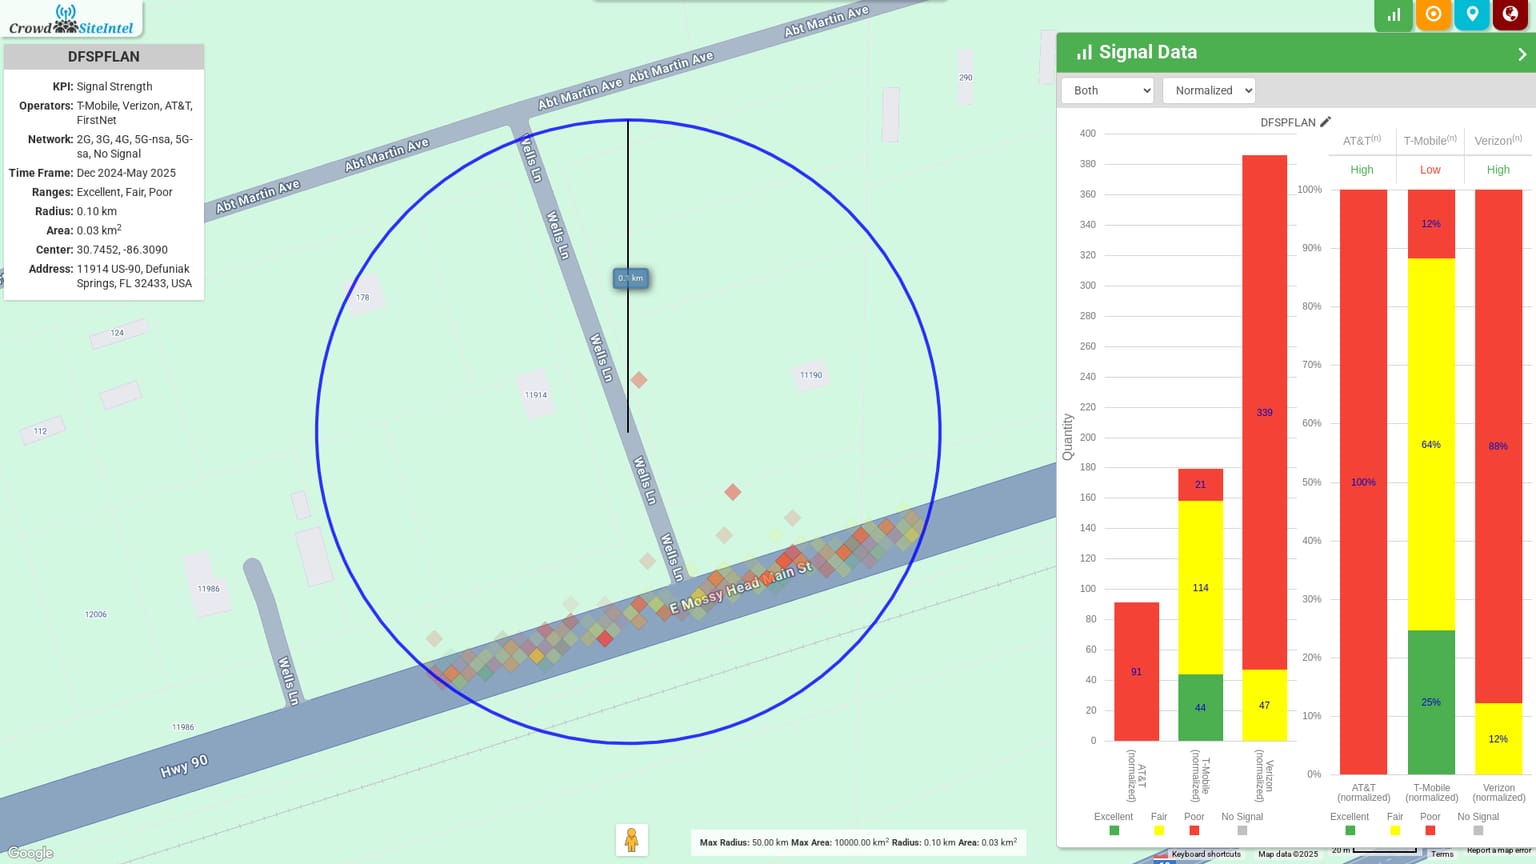 CrowdSiteIntel
DFSPFLAN
KPI: Signal Strength
Operators: T-Mobile, Verizon, AT&T,
FirstNet
Network: 2G, 3G, 4G, 5G-nsa, 5G-
sa, No Signal
Time Frame: Dec 2024-May 2025
Ranges: Excellent, Fair, Poor
Radius: 0.10 km
Area: 0.03 km²
Center: 30.7452, -86.3090
Address: 11914 US-90, Defuniak
Springs, FL 32433, USA
Abt Martin Ave
Abt Martin Ave
Abt Martin Ave
Abt Martin Ave
Abt Martin Ave
290
Wells Ln
Wells Ln
178
124
Wells Ln
11914
11190
112
Wells Ln
Wells Ln
E Mossy Head Main St
11986
12006
Wells Ln
11986
Hwy 90
Google
Max Radius: 50.00 km Max Area: 10000.00 km² Radius: 0.10 km Area: 0.03 km²
Signal Data
Both
Normalized
DFSPFLAN
Quantity
400
380
360
340
320
300
280
260
240
220
200
180
160
140
120
100
80
60
40
20
0
91
21
114
44
339
47
AT&T
(normalized)
T-Mobile
(normalized)
Verizon
(normalized)
Excellent Fair Poor No Signal
AT&T(n) T-Mobile(n) Verizon(n)
High Low High
100%
90%
80%
70%
60%
50%
40%
30%
20%
10%
0%
100%
12%
64%
25%
88%
12%
AT&T T-Mobile Verizon
(normalized) (normalized) (normalized)
Excellent Fair Poor No Signal
Keyboard shortcuts Map data ©2025 20 m Terms Report a map error